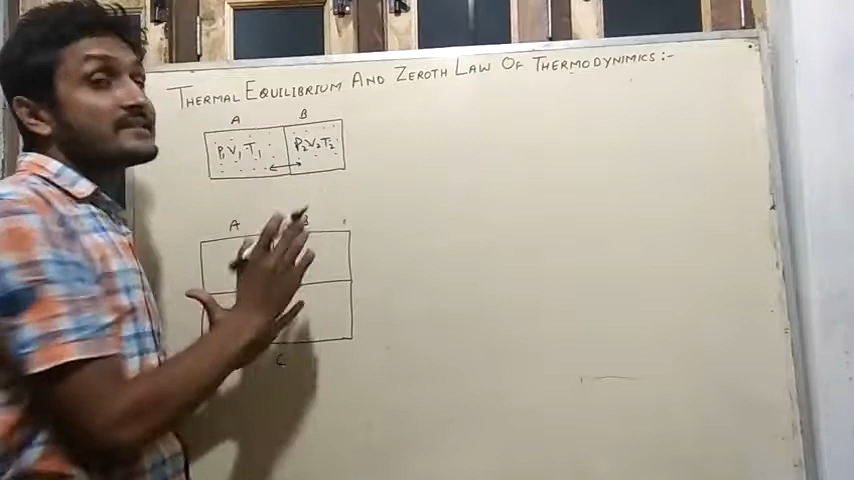 THERMAL EQUILIBRIUM AND ZEROTH LAW OF THERMODYNIMICS :-
A B
P₁V₁T₁ P₂V₂T₂
A B
C